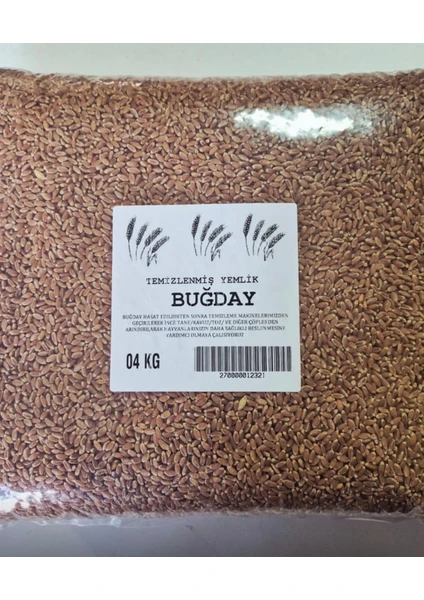 TEMİZLENMİŞ YEMLİK
BUĞDAY
BUĞDAY HASAT EDİLDİKTEN SONRA TEMİZLEME MAKİNELERİMİZDEN
GEÇİRİLEREK İNCE TANE/KAVUZ/TOZ/ VE DİĞER ÇÖPLERDEN
ARINDIRILARAK HAYVANLARINIZIN DAHA SAĞLIKLI BESLENMESİNE
YARDIMCI OLMAYA ÇALIŞIYORUZ
04 KG
270000012321